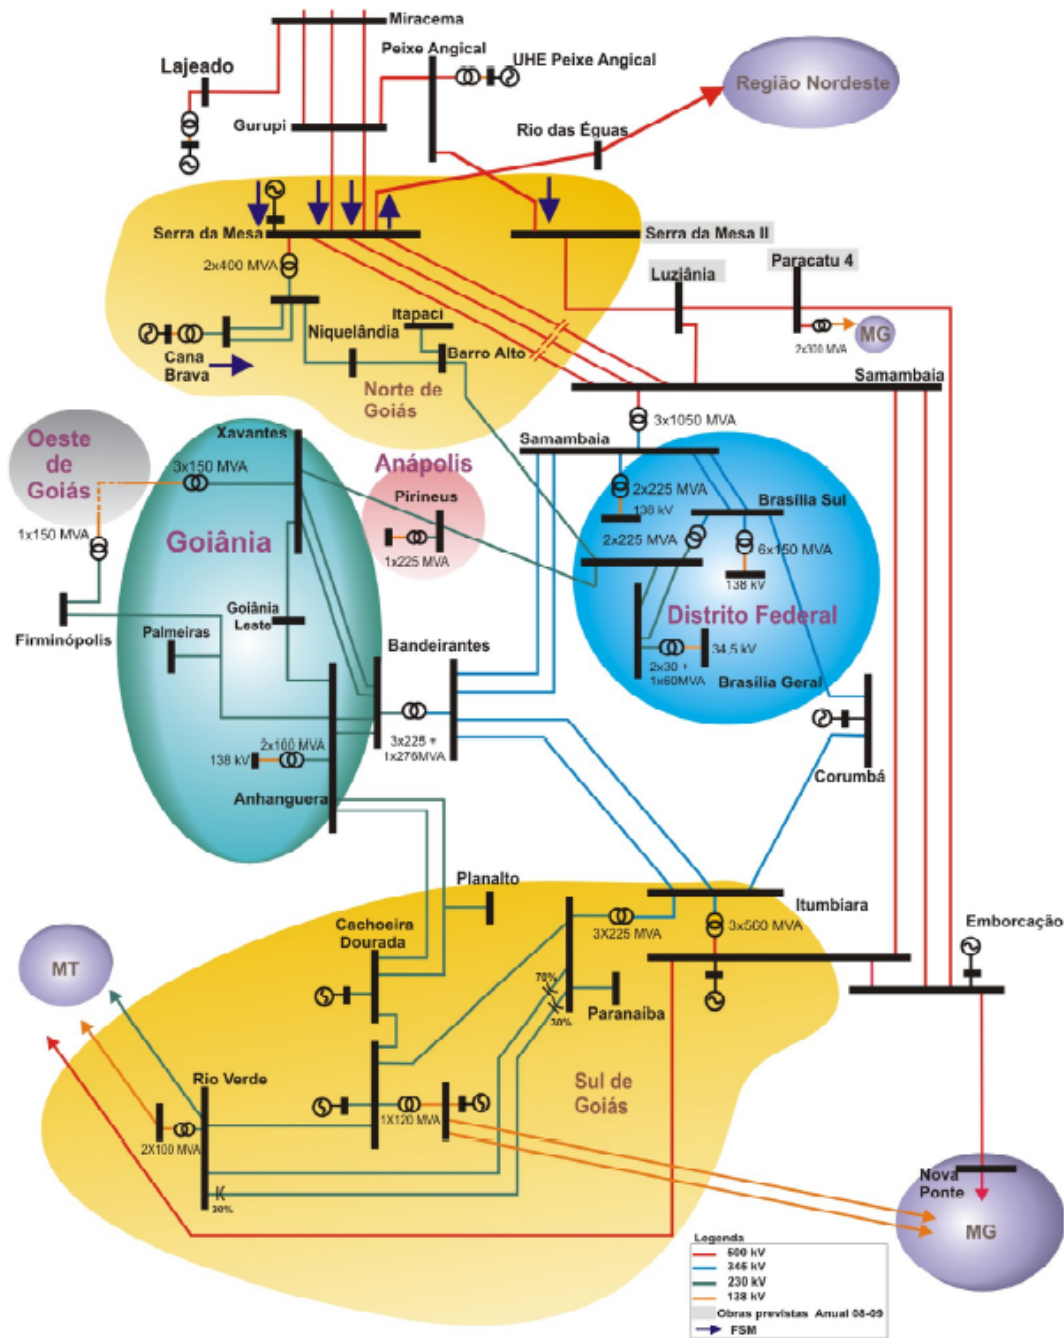 Miracema
Peixe Angical
UHE Peixe Angical
Lajeado
Região Nordeste
Gurupi
Rio das Éguas
Serra da Mesa
Serra da Mesa II
2x400 MVA
Luziânia
Paracatu 4
Itapaci
Niquelândia
2x300 MVA
MG
Cana
Brava
Barro Alto
Norte de
Goiás
Samambaia
3x1050 MVA
Oeste
de
Goiás
Xavantes
3x150 MVA
Anápolis
Samambaia
Pirineus
2x225 MVA
138 kV
Brasília Sul
1x150 MVA
Goiânia
1x225 MVA
2x225 MVA
6x150 MVA
138 kV
Firminópolis
Palmeiras
Goiânia
Leste
Distrito Federal
Bandeirantes
34,5 kV
2x30 +
1x60MVA
Brasília Geral
3x225 +
1x276MVA
2x100 MVA
138 kV
Anhanguera
Corumbá
Planalto
Itumbiara
Cachoeira
Dourada
3X225 MVA
3x560 MVA
Emborcação
MT
70%
30%
Paranaíba
Rio Verde
Sul de
Goiás
1X120 MVA
2X100 MVA
30%
Nova
Ponte
MG
Legenda
500 kV
345 kV
230 kV
138 kV
Obras previstas Anual 08-09
FSM